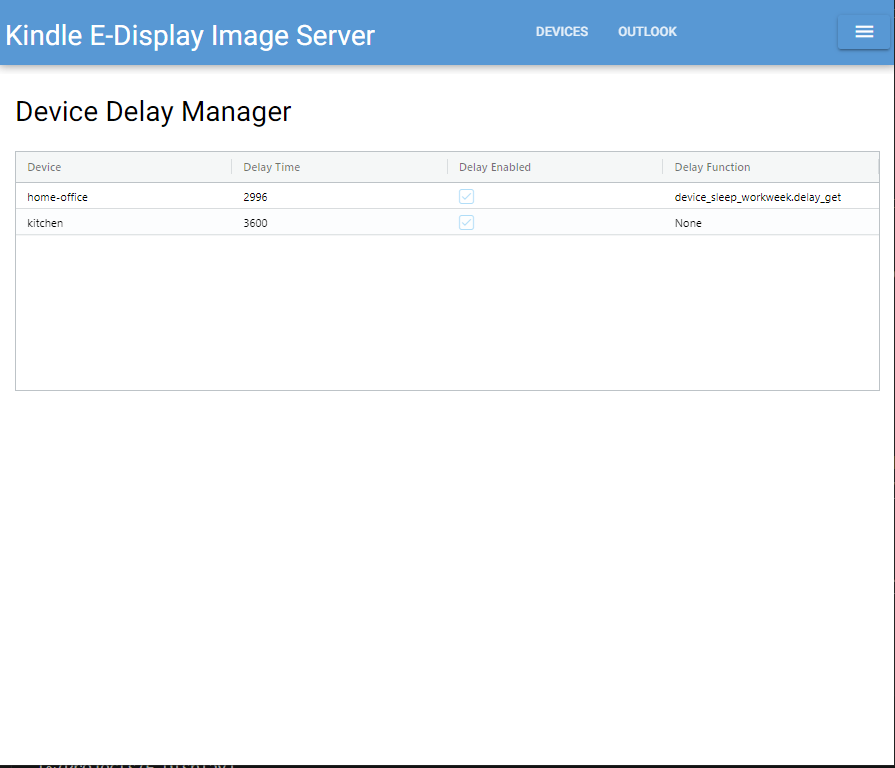 Kindle E-Display Image Server DEVICES OUTLOOK
Device Delay Manager
Device Delay Time Delay Enabled Delay Function
home-office 2996 device_sleep_workweek.delay_get
kitchen 3600 None